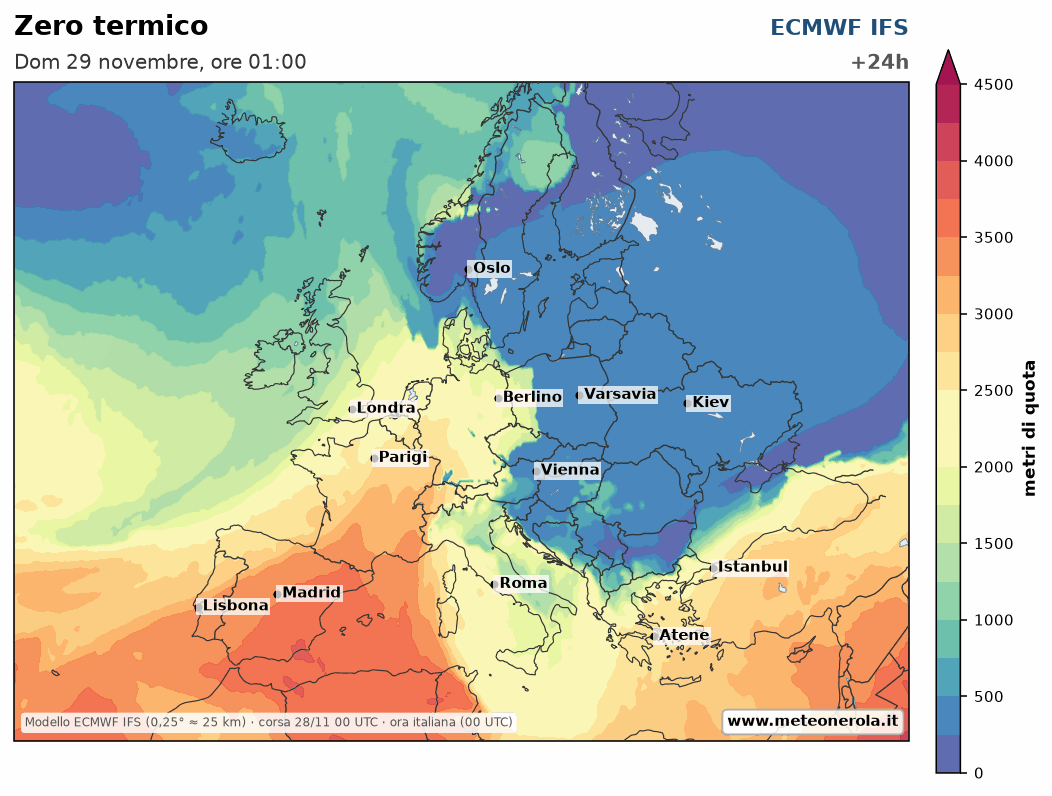 Zero termico
ECMWF IFS
Dom 29 novembre, ore 01:00
+24h
4500
4000
3500
3000
2500
2000
1500
1000
500
0
metri di quota
Oslo
Londra
Berlino
Varsavia
Kiev
Parigi
Vienna
Istanbul
Roma
Madrid
Lisbona
Atene
Modello ECMWF IFS (0,25° ≈ 25 km) · corsa 28/11 00 UTC · ora italiana (00 UTC)
www.meteonerola.it